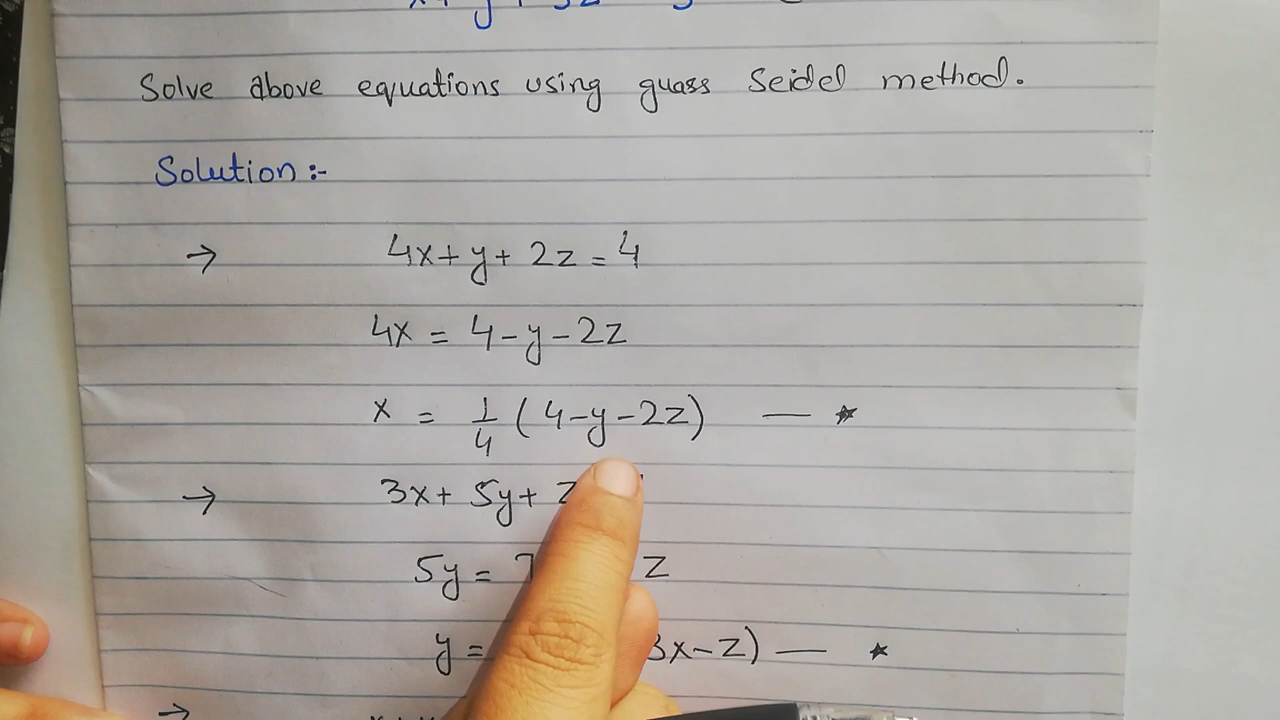 Solve above equations using guass Seidel method.
Solution :-
→ 4x + y + 2z = 4
4x = 4 - y - 2z
x = 1/4 ( 4 - y - 2z ) — ★
→ 3x + 5y + z
5y = 7 z
y = 3x - z) — ★
→